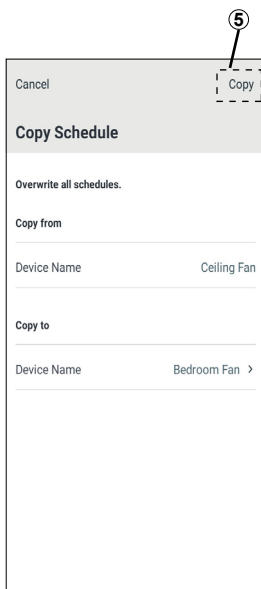 ⑤
Cancel Copy
Copy Schedule
Overwrite all schedules.
Copy from
Device Name Ceiling Fan
Copy to
Device Name Bedroom Fan >